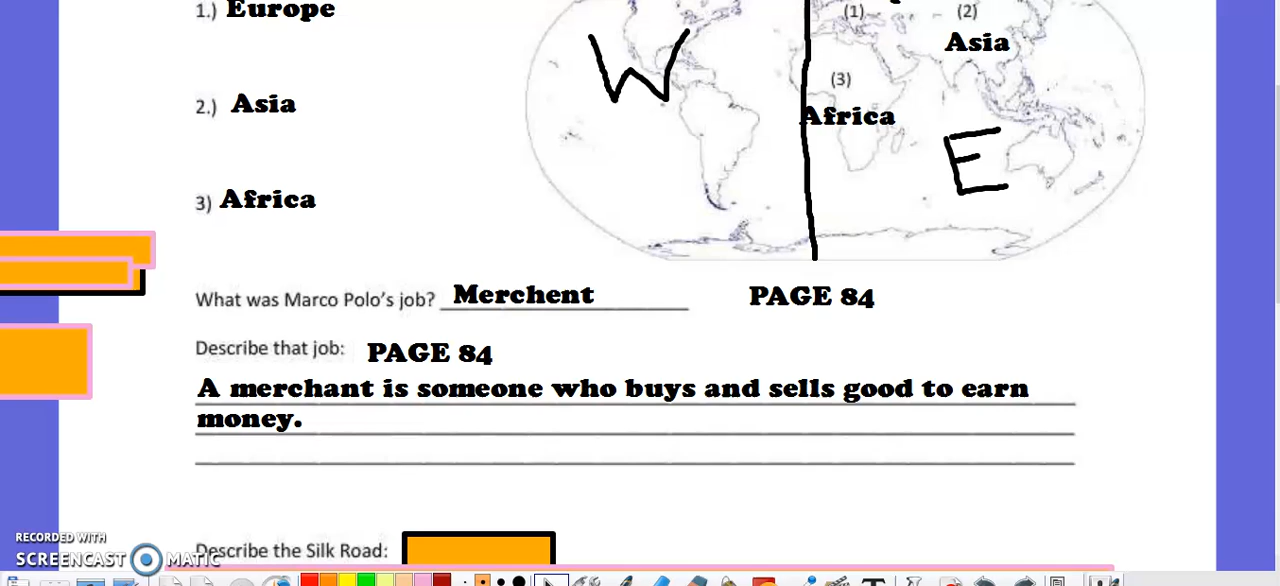 1.) Europe
(1)
(2)
Asia
W
(3)
2.) Asia
Africa
E
3) Africa
What was Marco Polo's job? Merchent PAGE 84
Describe that job: PAGE 84
A merchant is someone who buys and sells good to earn
money.
RECORDED WITH
SCREENCAST MATIC
Describe the Silk Road: